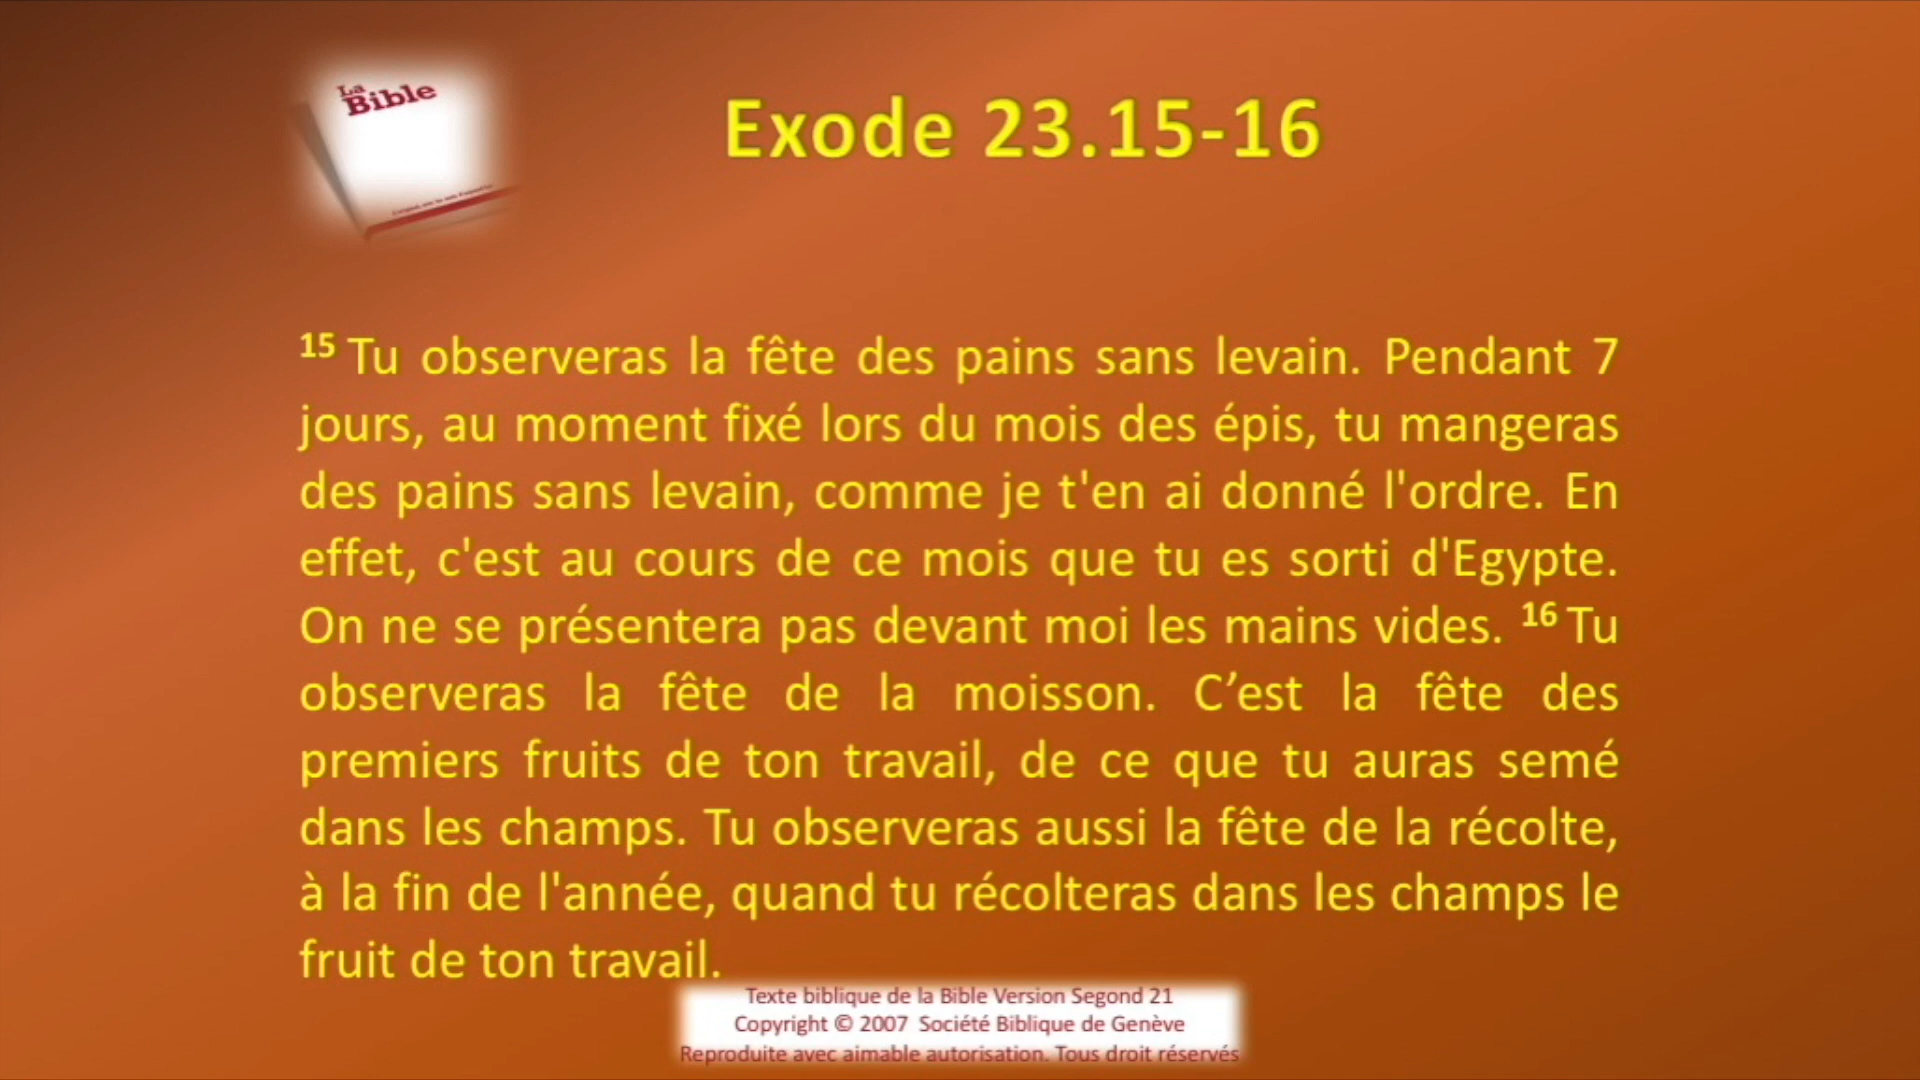 La
Bible
Exode 23.15-16
15 Tu observeras la fête des pains sans levain. Pendant 7
jours, au moment fixé lors du mois des épis, tu mangeras
des pains sans levain, comme je t'en ai donné l'ordre. En
effet, c'est au cours de ce mois que tu es sorti d'Egypte.
On ne se présentera pas devant moi les mains vides. 16 Tu
observeras la fête de la moisson. C’est la fête des
premiers fruits de ton travail, de ce que tu auras semé
dans les champs. Tu observeras aussi la fête de la récolte,
à la fin de l'année, quand tu récolteras dans les champs le
fruit de ton travail.
Texte biblique de la Bible Version Segond 21
Copyright © 2007 Société Biblique de Genève
Reproduite avec aimable autorisation. Tous droit réservés